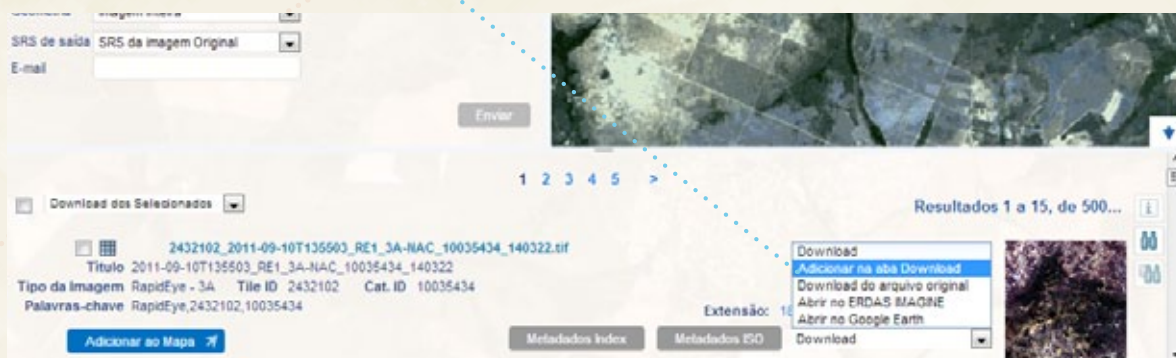 Geometria Imagem Inteira
SRS de saída SRS da imagem Original
E-mail
Enviar
1 2 3 4 5 >
Download dos Selecionados
Resultados 1 a 15, de 500...
2432102_2011-09-10T135503_RE1_3A-NAC_10035434_140322.tif
Título 2011-09-10T135503_RE1_3A-NAC_10035434_140322
Tipo da Imagem RapidEye - 3A Tile ID 2432102 Cat. ID 10035434
Palavras-chave RapidEye,2432102,10035434
Extensão:
Download
Adicionar na aba Download
Download do arquivo original
Abrir no ERDAS IMAGINE
Abrir no Google Earth
Adicionar ao Mapa
Metadados Index
Metadados ISO
Download